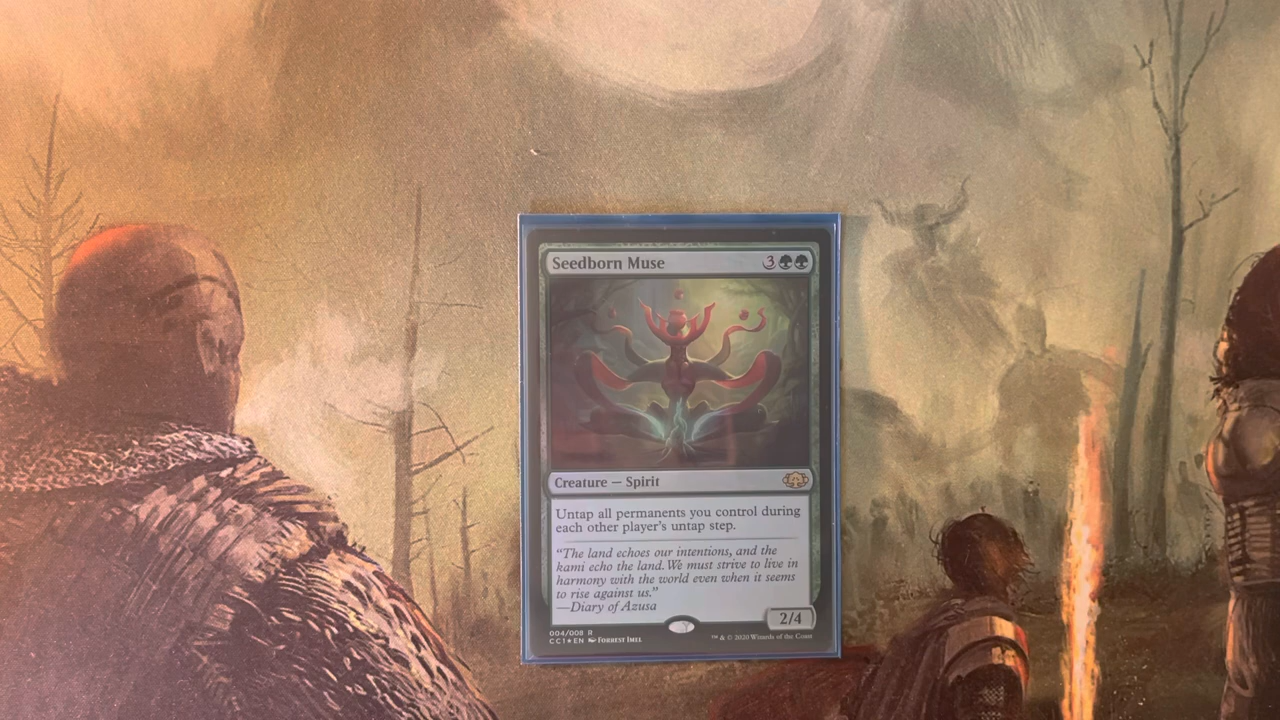 Seedborn Muse 3
Creature — Spirit
Untap all permanents you control during
each other player's untap step.
"The land echoes our intentions, and the
kami echo the land. We must strive to live in
harmony with the world even when it seems
to rise against us."
—Diary of Azusa
2/4
004/008 R
CC1★EN Forrest Imel
™ & © 2020 Wizards of the Coast